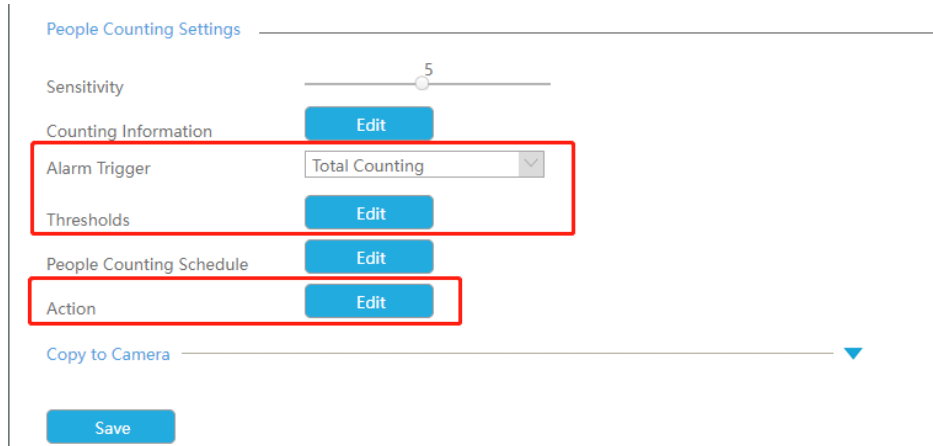 People Counting Settings
5
Sensitivity
Counting Information Edit
Alarm Trigger Total Counting
Thresholds Edit
People Counting Schedule Edit
Action Edit
Copy to Camera
Save